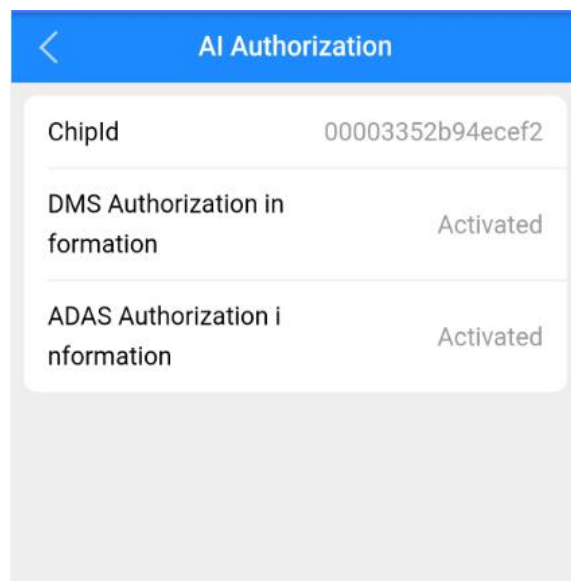 AI Authorization
ChipId 00003352b94ecef2
DMS Authorization in
formation
Activated
ADAS Authorization i
nformation
Activated